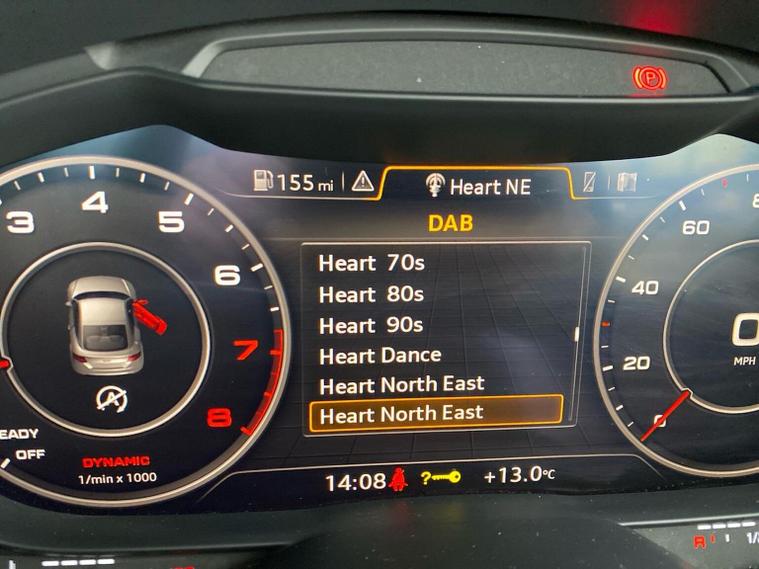 P
155 mi
Heart NE
DAB
3
4
5
6
7
8
Heart 70s
Heart 80s
Heart 90s
Heart Dance
Heart North East
Heart North East
60
40
20
0
0
MPH
A
OFF
DYNAMIC
1/min x 1000
14:08
?
+13.0°C
R